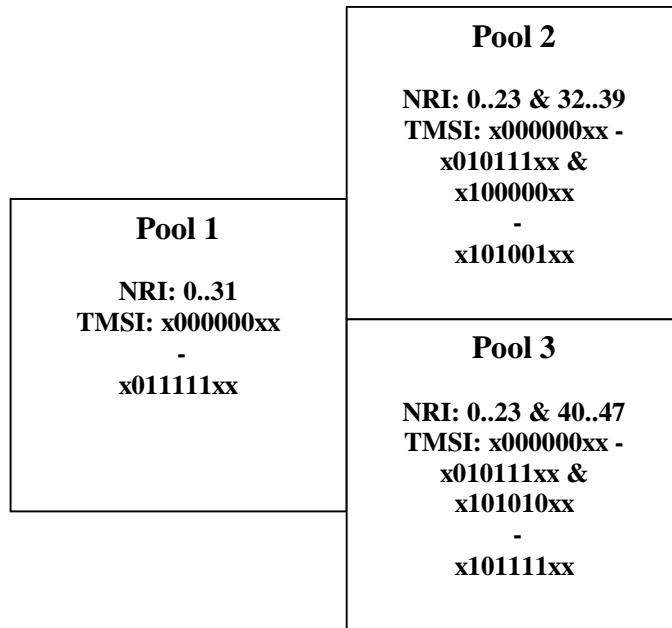 Pool 2
NRI: 0..23 & 32..39
TMSI: x000000xx -
x010111xx &
x100000xx
-
x101001xx
Pool 1
NRI: 0..31
TMSI: x000000xx
-
x011111xx
Pool 3
NRI: 0..23 & 40..47
TMSI: x000000xx -
x010111xx &
x101010xx
-
x101111xx